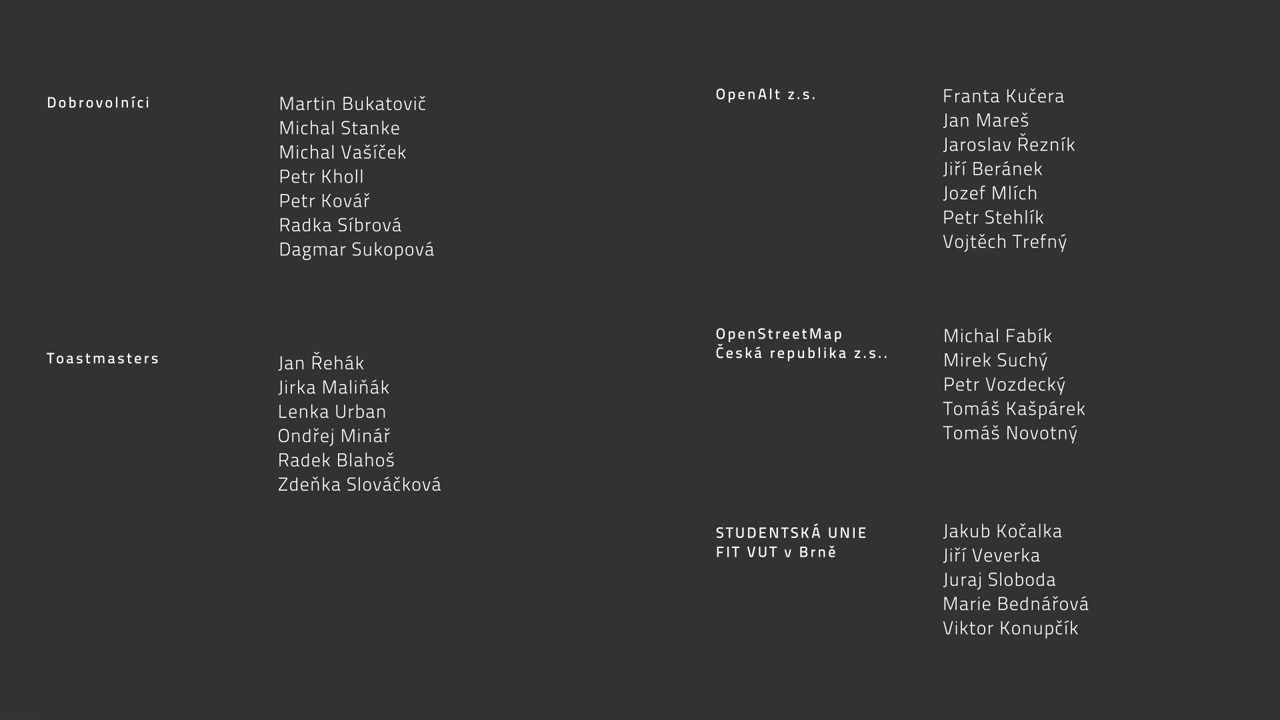 Dobrovolníci
Martin Bukatovič
Michal Stanke
Michal Vašíček
Petr Kholl
Petr Kovář
Radka Síbrová
Dagmar Sukopová
Toastmasters
Jan Řehák
Jirka Maliňák
Lenka Urban
Ondřej Minář
Radek Blahoš
Zdeňka Slováčková
OpenAlt z.s.
Franta Kučera
Jan Mareš
Jaroslav Řezník
Jiří Beránek
Jozef Mlích
Petr Stehlík
Vojtěch Trefný
OpenStreetMap
Česká republika z.s..
Michal Fabík
Mirek Suchý
Petr Vozdecký
Tomáš Kašpárek
Tomáš Novotný
STUDENTSKÁ UNIE
FIT VUT v Brně
Jakub Kočalka
Jiří Veverka
Juraj Sloboda
Marie Bednářová
Viktor Konupčík